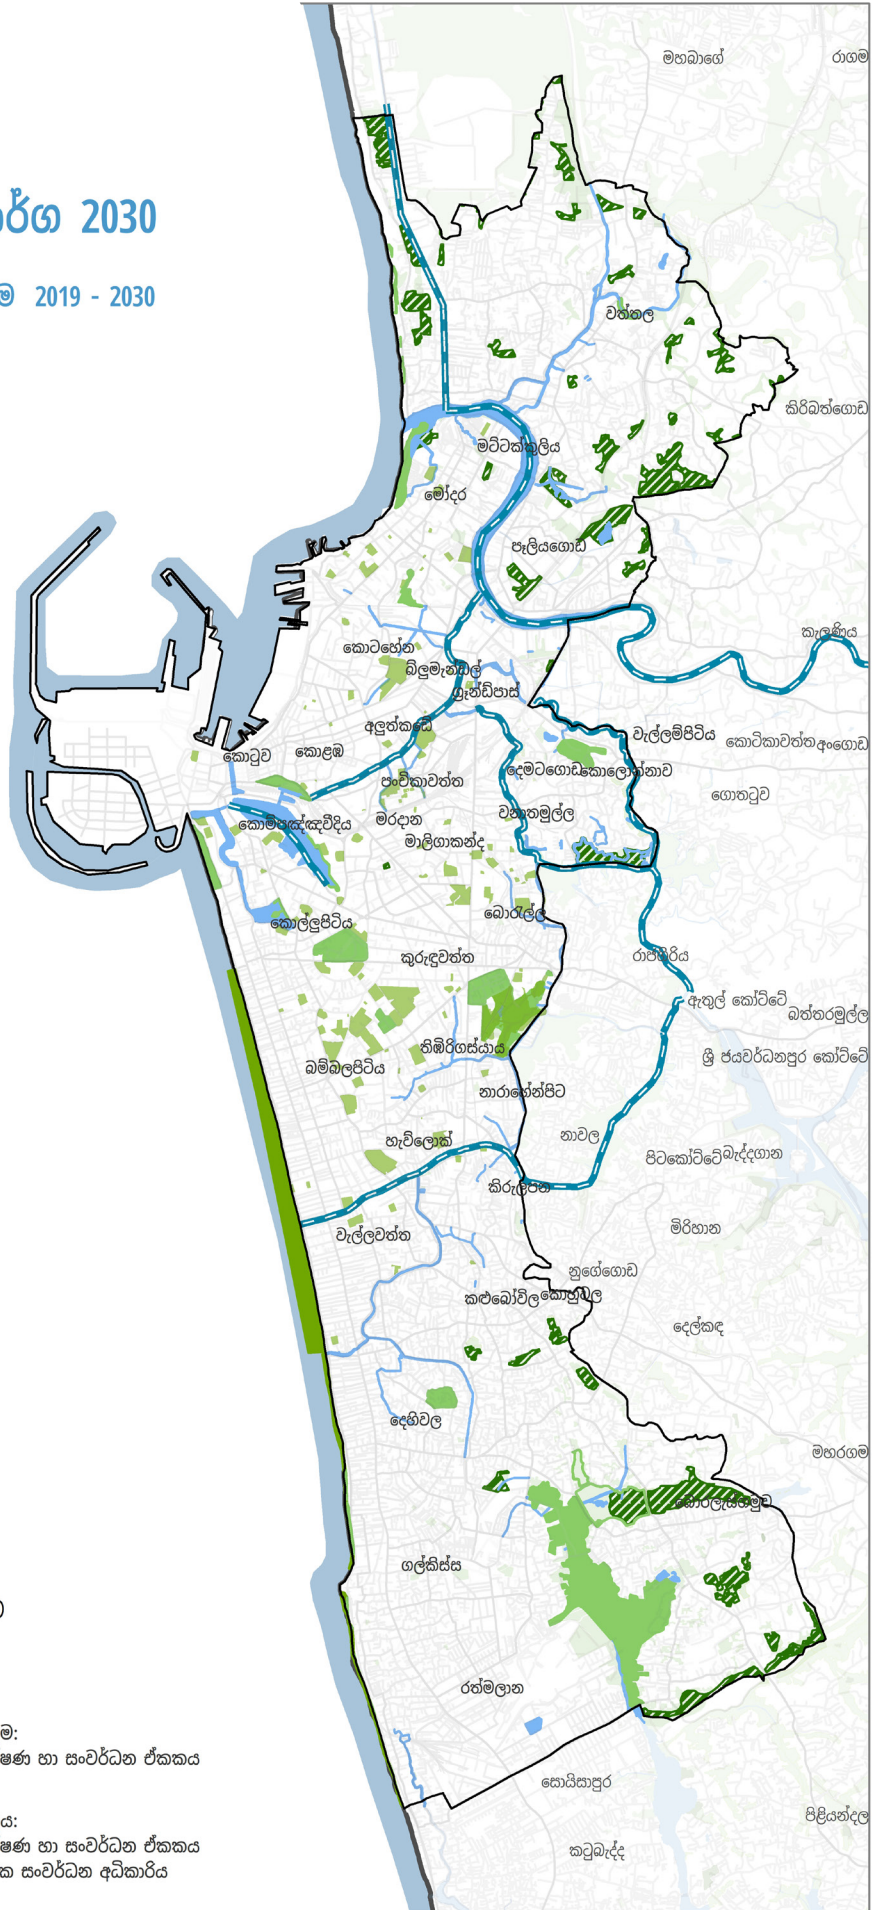 මහබාගේ
රාගම
2030
2019 - 2030
වත්තල
කිරිබත්ගොඩ
මට්ටක්කුලිය
මෝදර
පෑලියගොඩ
කැලණිය
කොටහේන
බ්ලුමැන්ඩල්
ග්‍රෑන්ඩ්පාස්
අලුත්කඩේ
වැල්ලම්පිටිය
කොටිකාවත්ත
අංගොඩ
කොටුව
කොළඹ
දෙමටගොඩ
කොලොන්නාව
පංචිකාවත්ත
ගොතටුව
වනාතමුල්ල
කොම්පඤ්ඤවීදිය
මරදාන
මාලිගාකන්ද
බොරැල්ල
කොල්ලුපිටිය
කුරුඳුවත්ත
රාජගිරිය
ඇතුල් කෝට්ටේ
බත්තරමුල්ල
තිඹිරිගස්යාය
ශ්‍රී ජයවර්ධනපුර කෝට්ටේ
බම්බලපිටිය
නාරාහේන්පිට
නාවල
හැව්ලොක්
පිටකෝට්ටේ
බැද්දගාන
කිරුලපන
මිරිහාන
වැල්ලවත්ත
නුගේගොඩ
කළුබෝවිල
කොහුවල
දෙල්කඳ
දෙහිවල
මහරගම
බොරලැස්ගමුව
ගල්කිස්ස
රත්මලාන
සොයිසාපුර
පිළියන්දල
කටුබැද්ද
හා සංවර්ධන ඒකකය
හා සංවර්ධන ඒකකය
සංවර්ධන අධිකාරිය